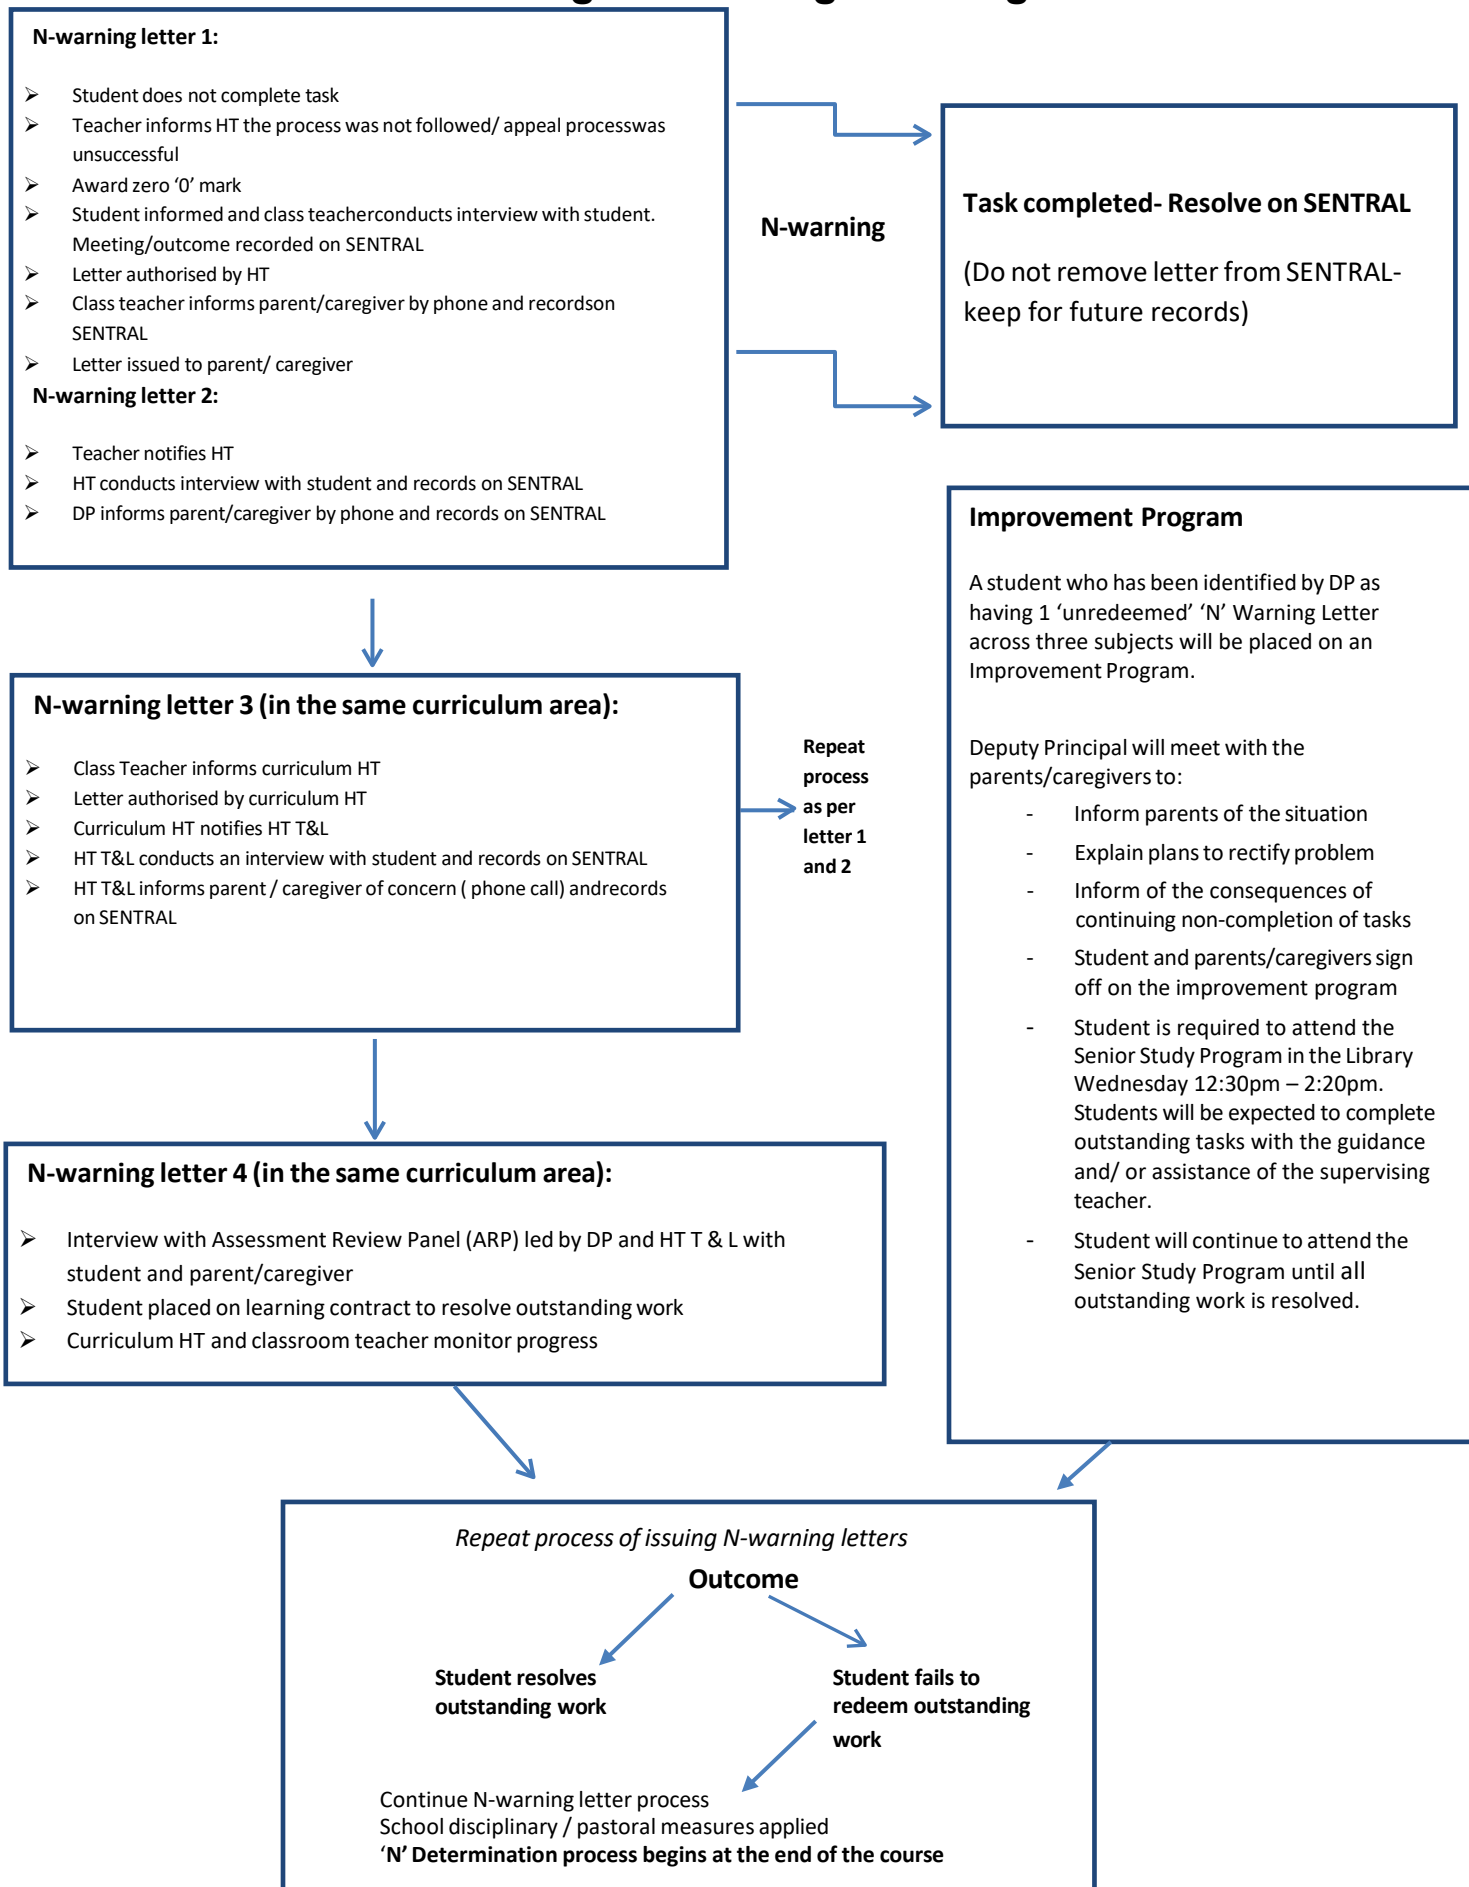 N-warning letter 1:
➢ Student does not complete task
➢ Teacher informs HT the process was not followed/ appeal processwas
unsuccessful
➢ Award zero ‘0’ mark
➢ Student informed and class teacherconducts interview with student.
Meeting/outcome recorded on SENTRAL
➢ Letter authorised by HT
➢ Class teacher informs parent/caregiver by phone and recordson
SENTRAL
➢ Letter issued to parent/ caregiver
N-warning letter 2:
➢ Teacher notifies HT
➢ HT conducts interview with student and records on SENTRAL
➢ DP informs parent/caregiver by phone and records on SENTRAL
N-warning
Task completed- Resolve on SENTRAL
(Do not remove letter from SENTRAL-
keep for future records)
N-warning letter 3 (in the same curriculum area):
➢ Class Teacher informs curriculum HT
➢ Letter authorised by curriculum HT
➢ Curriculum HT notifies HT T&L
➢ HT T&L conducts an interview with student and records on SENTRAL
➢ HT T&L informs parent / caregiver of concern ( phone call) andrecords
on SENTRAL
Repeat
process
as per
letter 1
and 2
Improvement Program
A student who has been identified by DP as
having 1 ‘unredeemed’ ‘N’ Warning Letter
across three subjects will be placed on an
Improvement Program.
Deputy Principal will meet with the
parents/caregivers to:
- Inform parents of the situation
- Explain plans to rectify problem
- Inform of the consequences of
continuing non-completion of tasks
- Student and parents/caregivers sign
off on the improvement program
- Student is required to attend the
Senior Study Program in the Library
Wednesday 12:30pm – 2:20pm.
Students will be expected to complete
outstanding tasks with the guidance
and/ or assistance of the supervising
teacher.
- Student will continue to attend the
Senior Study Program until all
outstanding work is resolved.
N-warning letter 4 (in the same curriculum area):
➢ Interview with Assessment Review Panel (ARP) led by DP and HT T & L with
student and parent/caregiver
➢ Student placed on learning contract to resolve outstanding work
➢ Curriculum HT and classroom teacher monitor progress
Repeat process of issuing N-warning letters
Outcome
Student resolves
outstanding work
Student fails to
redeem outstanding
work
Continue N-warning letter process
School disciplinary / pastoral measures applied
‘N’ Determination process begins at the end of the course